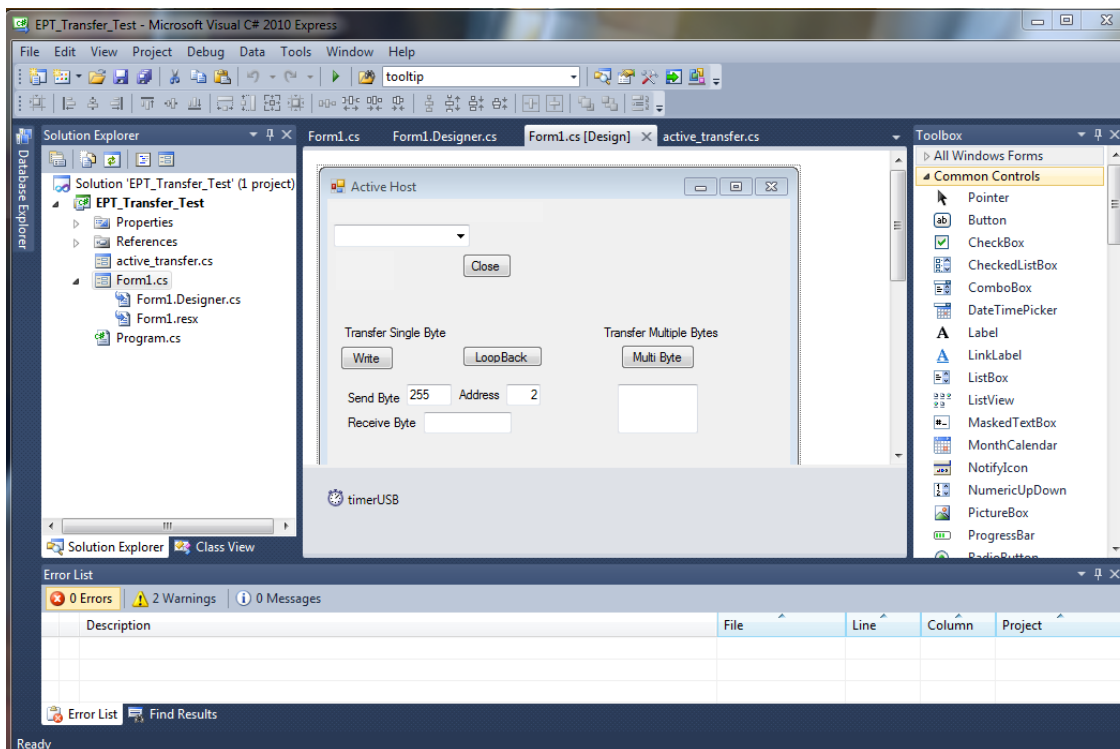 EPT_Transfer_Test - Microsoft Visual C# 2010 Express
File Edit View Project Debug Data Tools Window Help
tooltip
Database Explorer
Solution Explorer
Solution 'EPT_Transfer_Test' (1 project)
EPT_Transfer_Test
Properties
References
active_transfer.cs
Form1.cs
Form1.Designer.cs
Form1.resx
Program.cs
Solution Explorer Class View
Form1.cs Form1.Designer.cs Form1.cs [Design] active_transfer.cs
Active Host
Close
Transfer Single Byte Transfer Multiple Bytes
Write LoopBack Multi Byte
Send Byte 255 Address 2
Receive Byte
timerUSB
Toolbox
All Windows Forms
Common Controls
Pointer
Button
CheckBox
CheckedListBox
ComboBox
DateTimePicker
Label
LinkLabel
ListBox
ListView
MaskedTextBox
MonthCalendar
NotifyIcon
NumericUpDown
PictureBox
ProgressBar
RadioButton
Error List
0 Errors 2 Warnings 0 Messages
Description File Line Column Project
Error List Find Results
Ready